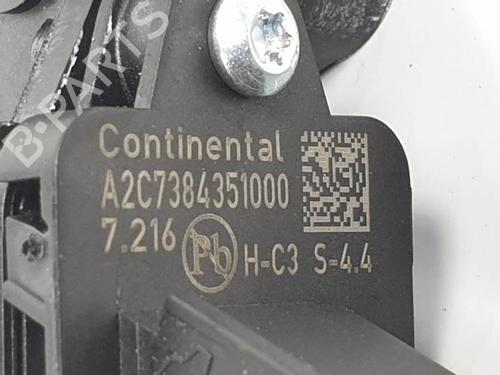 B-PARTS
Continental
A2C7384351000
7.216 Pb H-C3 S-4.4